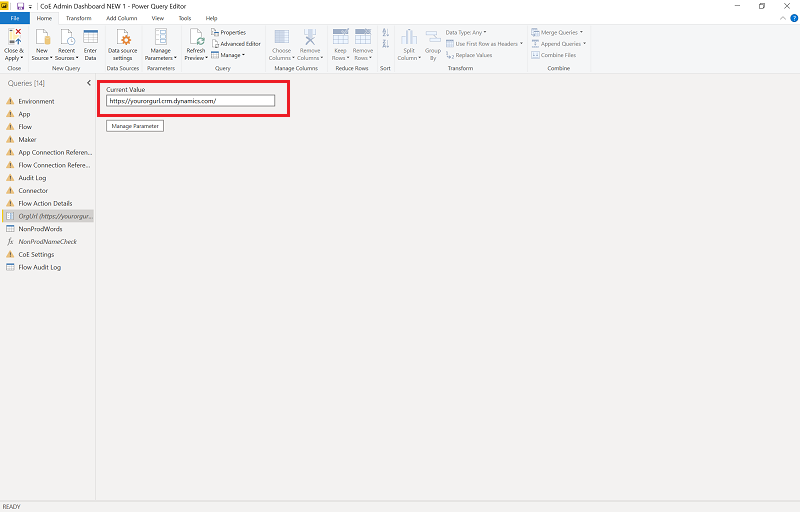 CoE Admin Dashboard NEW 1 - Power Query Editor
File Home Transform Add Column View Tools Help
Close & Apply
New Source
Recent Sources
Enter Data
Data source settings
Manage Parameters
Refresh Preview
Properties
Advanced Editor
Manage
Choose Columns
Remove Columns
Keep Rows
Remove Rows
Split Column
Group By
Data Type: Any
Use First Row as Headers
Replace Values
Merge Queries
Append Queries
Combine Files
Close New Query Data Sources Parameters Query Manage Columns Reduce Rows Sort Transform Combine
Queries [14]
Environment
App
Flow
Maker
App Connection Referen...
Flow Connection Refere...
Audit Log
Connector
Flow Action Details
OrgUrl (https://yourorgur...
NonProdWords
fx NonProdNameCheck
CoE Settings
Flow Audit Log
Current Value
https://yourorgurl.crm.dynamics.com/
Manage Parameter
READY